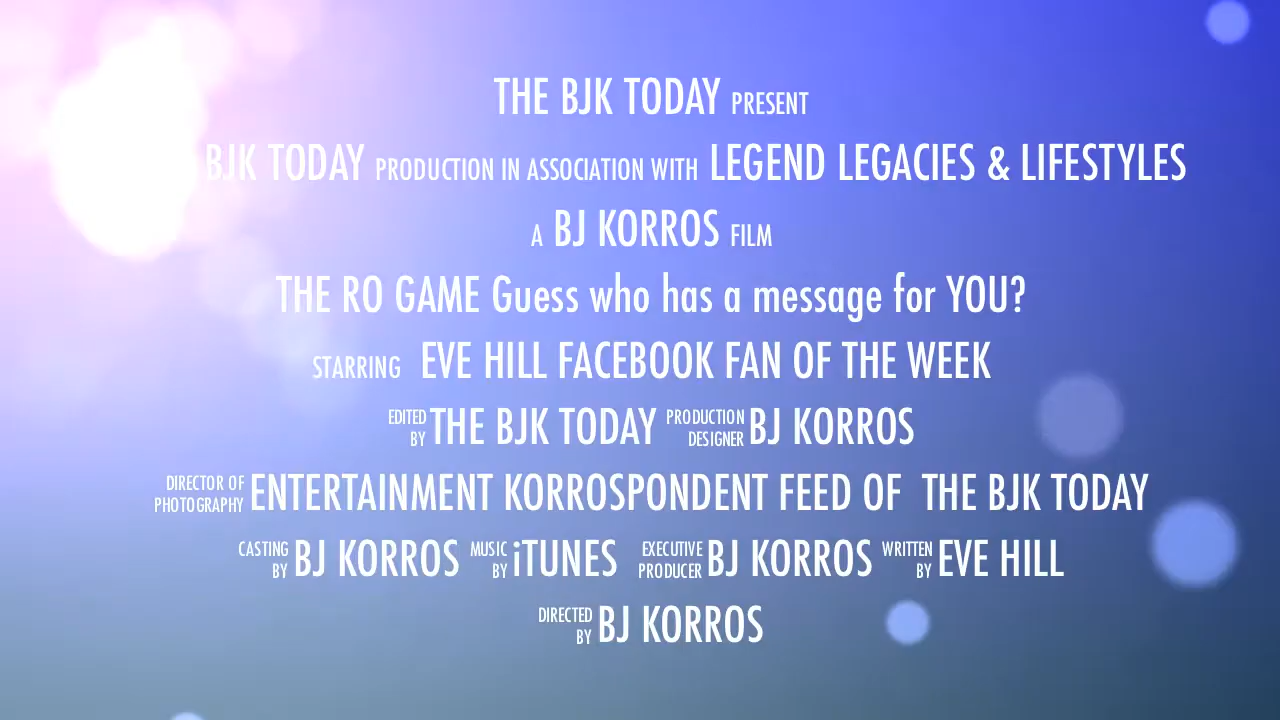 THE BJK TODAY PRESENT
BJK TODAY PRODUCTION IN ASSOCIATION WITH LEGEND LEGACIES & LIFESTYLES
A BJ KORROS FILM
THE RO GAME Guess who has a message for YOU?
STARRING EVE HILL FACEBOOK FAN OF THE WEEK
EDITED BY THE BJK TODAY PRODUCTION DESIGNER BJ KORROS
DIRECTOR OF PHOTOGRAPHY ENTERTAINMENT KORROSPONDENT FEED OF THE BJK TODAY
CASTING BY BJ KORROS MUSIC BY iTUNES EXECUTIVE PRODUCER BJ KORROS WRITTEN BY EVE HILL
DIRECTED BY BJ KORROS